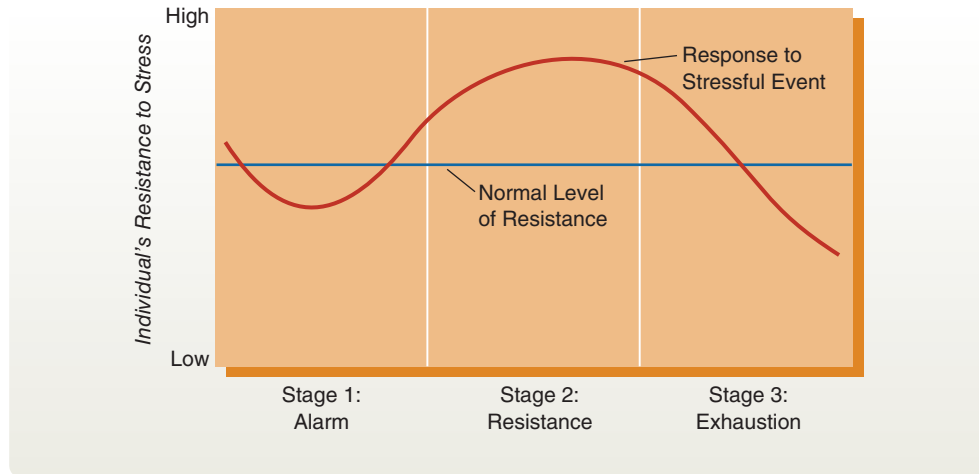 High
Individual's Resistance to Stress
Response to
Stressful Event
Normal Level
of Resistance
Low
Stage 1:
Alarm
Stage 2:
Resistance
Stage 3:
Exhaustion